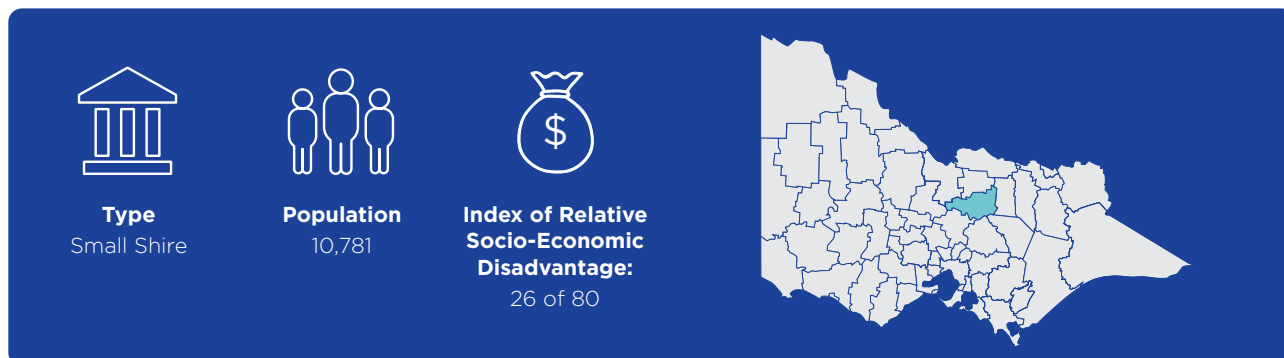 Type
Small Shire
Population
10,781
$
Index of Relative
Socio-Economic
Disadvantage:
26 of 80